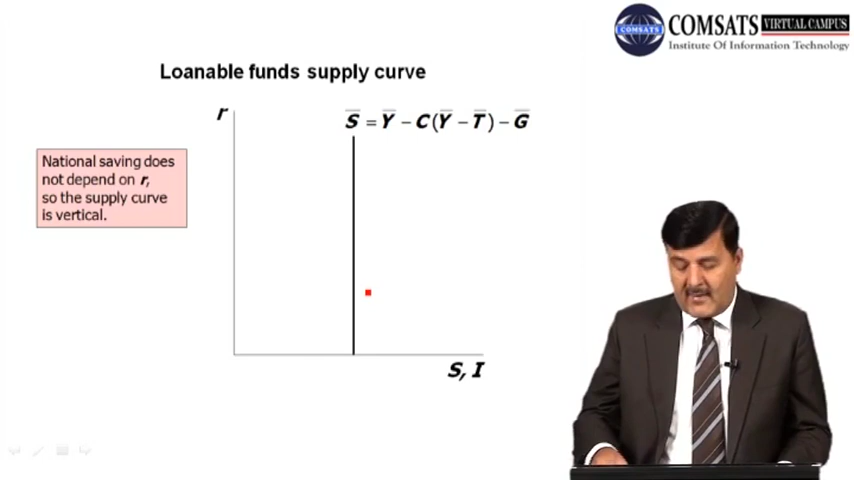 COMSATS VIRTUAL CAMPUS
COMSATS
Institute Of Information Technology
Loanable funds supply curve
r
S̅ = Y̅ − C(Y̅ − T̅) − G̅
National saving does
not depend on r,
so the supply curve
is vertical.
S, I